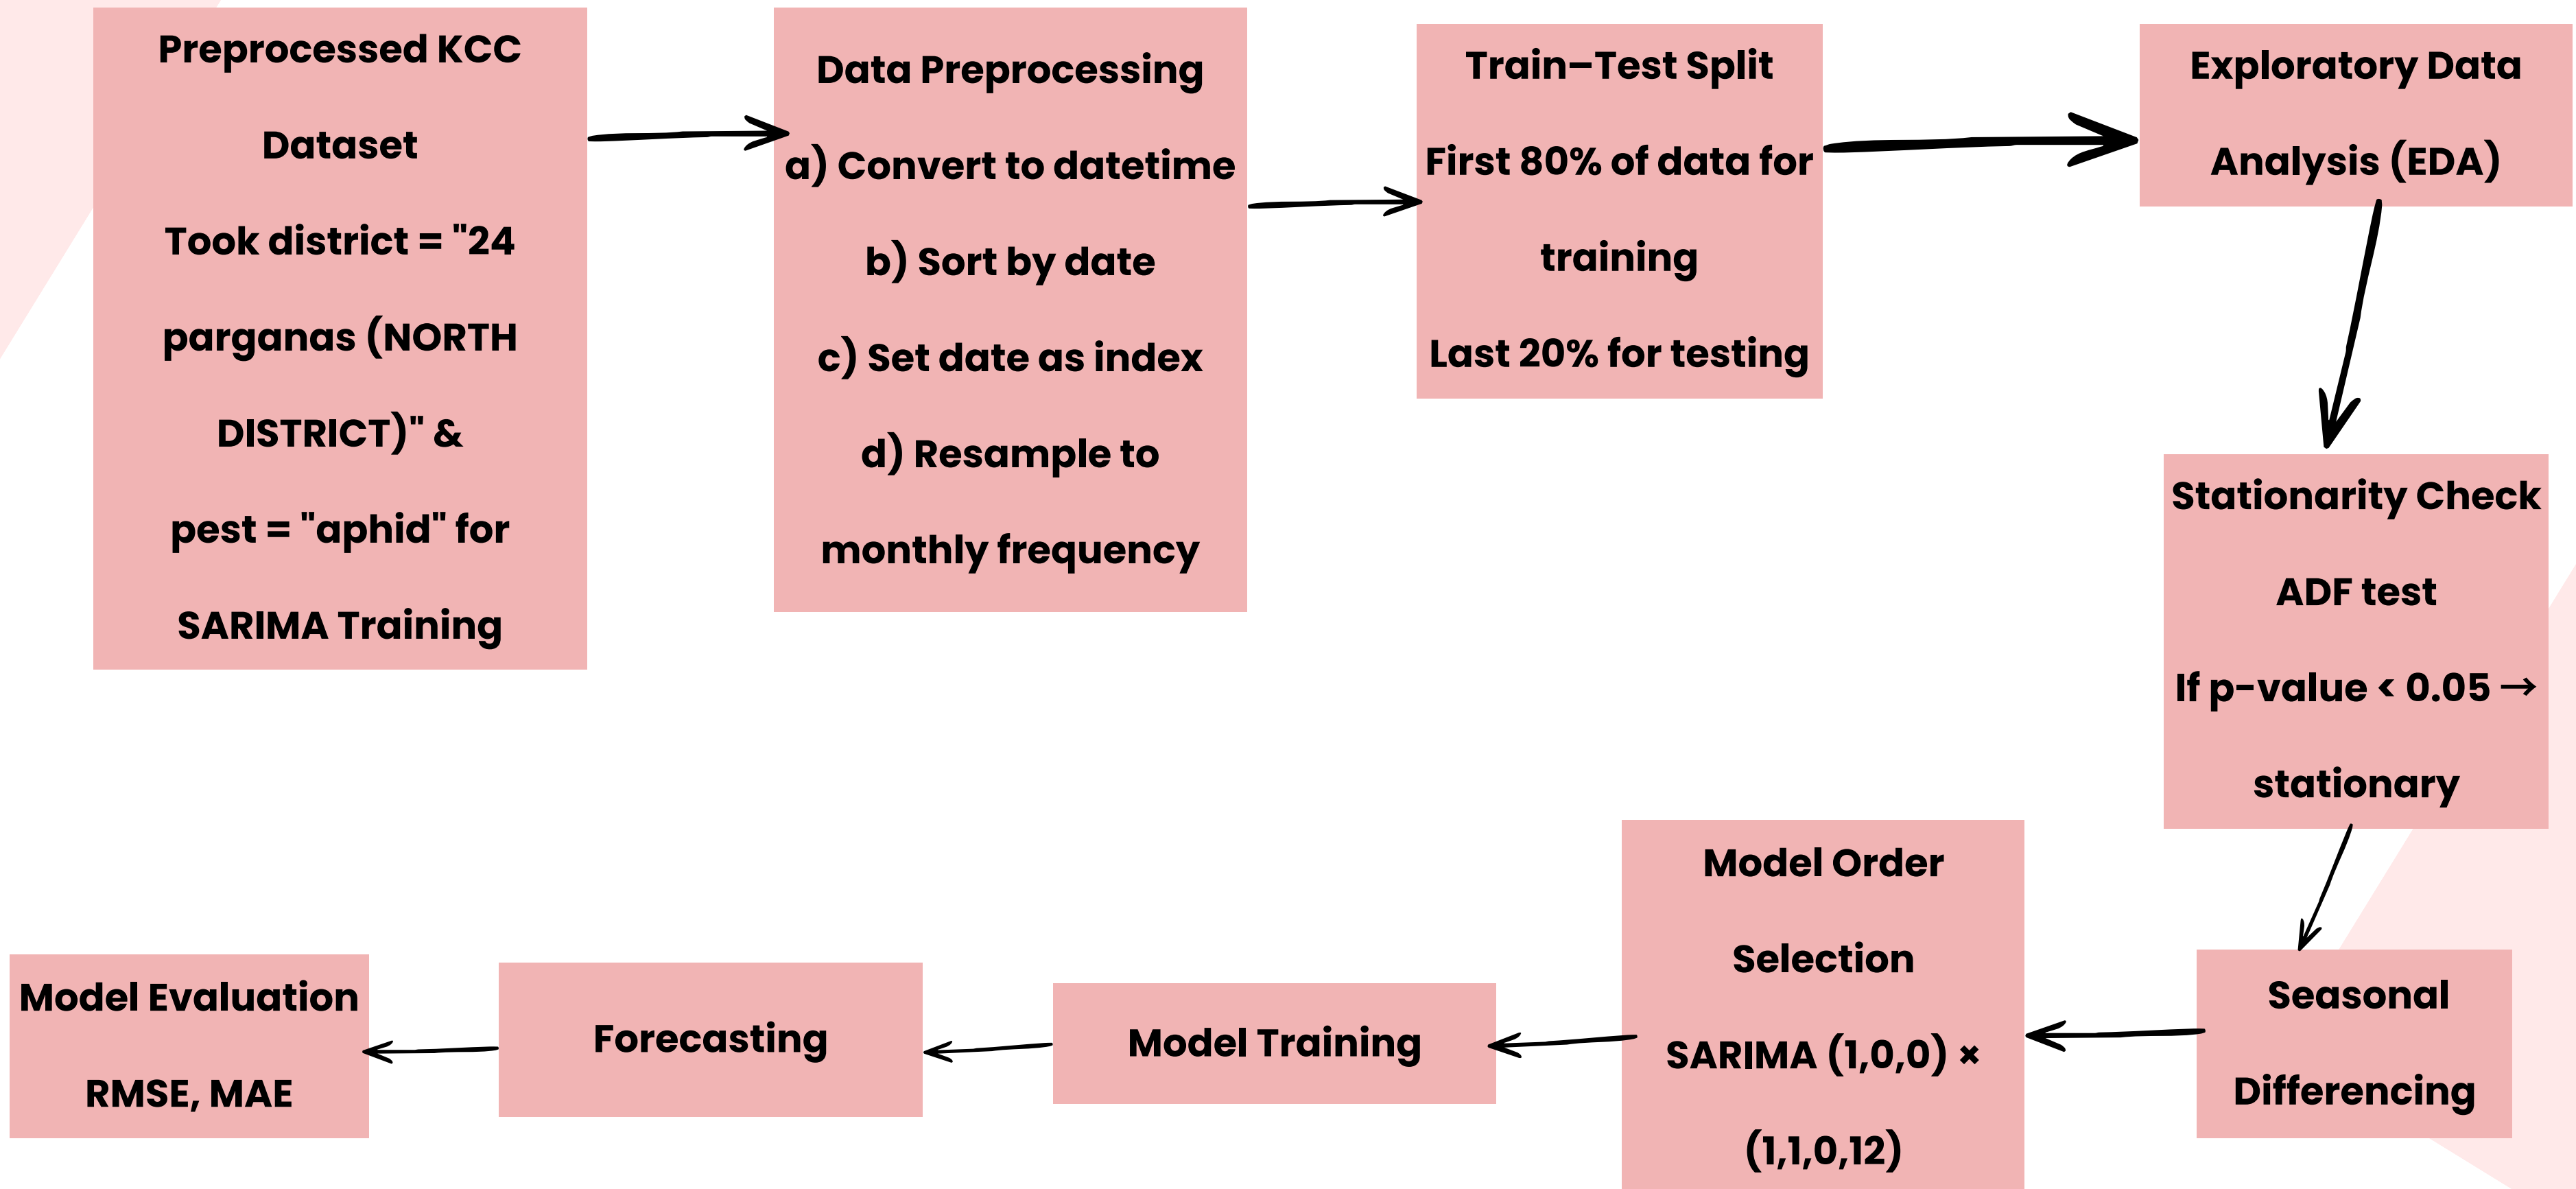 Preprocessed KCC
Dataset
Took district = "24
parganas (NORTH
DISTRICT)" &
pest = "aphid" for
SARIMA Training
Data Preprocessing
a) Convert to datetime
b) Sort by date
c) Set date as index
d) Resample to
monthly frequency
Train–Test Split
First 80% of data for
training
Last 20% for testing
Exploratory Data
Analysis (EDA)
Stationarity Check
ADF test
If p-value < 0.05 →
stationary
Seasonal
Differencing
Model Order
Selection
SARIMA (1,0,0) ×
(1,1,0,12)
Model Training
Forecasting
Model Evaluation
RMSE, MAE